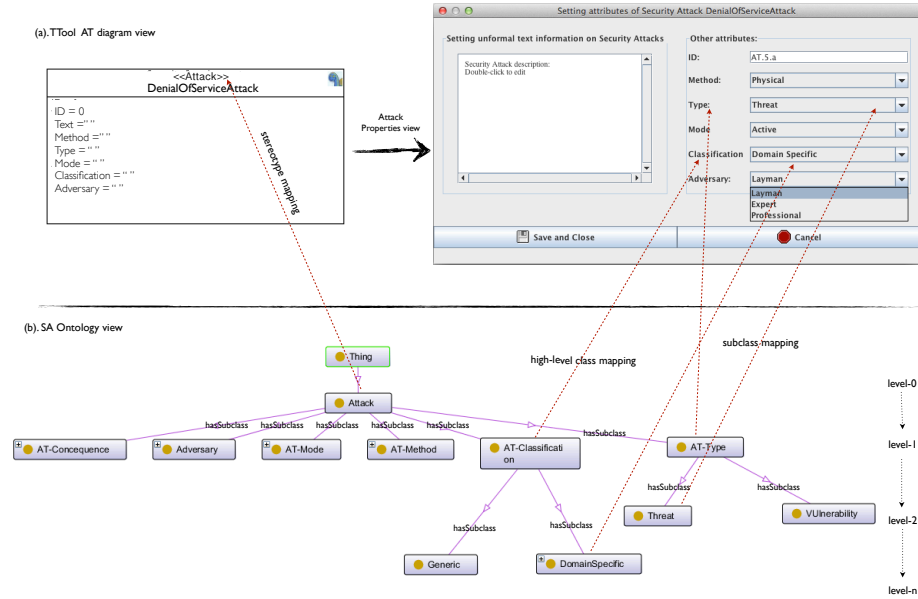 (a). TTool AT diagram view
<<Attack>>
DenialOfServiceAttack
ID = 0
Text =" "
Method =" "
Type = " "
Mode = " "
Classification = " "
Adversary = " "
stereotype mapping
Attack
Properties view
Setting attributes of Security Attack DenialOfServiceAttack
Setting unformal text information on Security Attacks
Security Attack description:
Double-click to edit
Other attributes:
ID: AT.5.a
Method: Physical
Type: Threat
Mode Active
Classification Domain Specific
Adversary: Layman
Layman
Expert
Professional
Save and Close
Cancel
(b). SA Ontology view
high-level class mapping
subclass mapping
Thing
level-0
Attack
hasSubclass
hasSubclass
hasSubclass
hasSubclass
hasSubclass
hasSubclass
AT-Concequence
Adversary
AT-Mode
AT-Method
AT-Classificati
on
AT-Type
level-1
hasSubclass
hasSubclass
Threat
VUlnerability
level-2
hasSubclass
hasSubclass
Generic
DomainSpecific
level-n